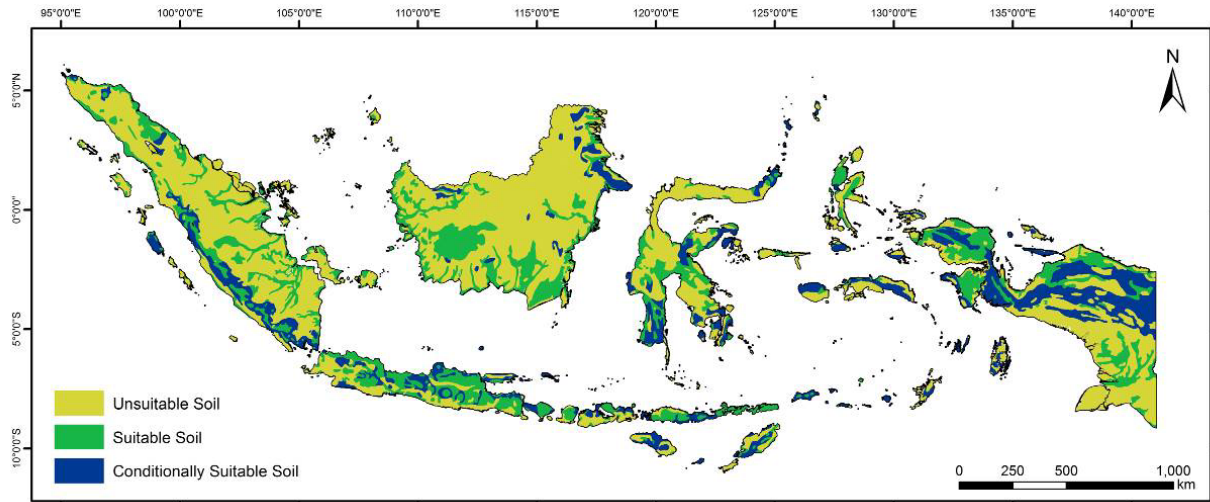 95°0'0"E 100°0'0"E 105°0'0"E 110°0'0"E 115°0'0"E 120°0'0"E 125°0'0"E 130°0'0"E 135°0'0"E 140°0'0"E
N
5°0'0"N
0°0'0"
5°0'0"S
10°0'0"S
Unsuitable Soil
Suitable Soil
Conditionally Suitable Soil
0 250 500 1,000
km